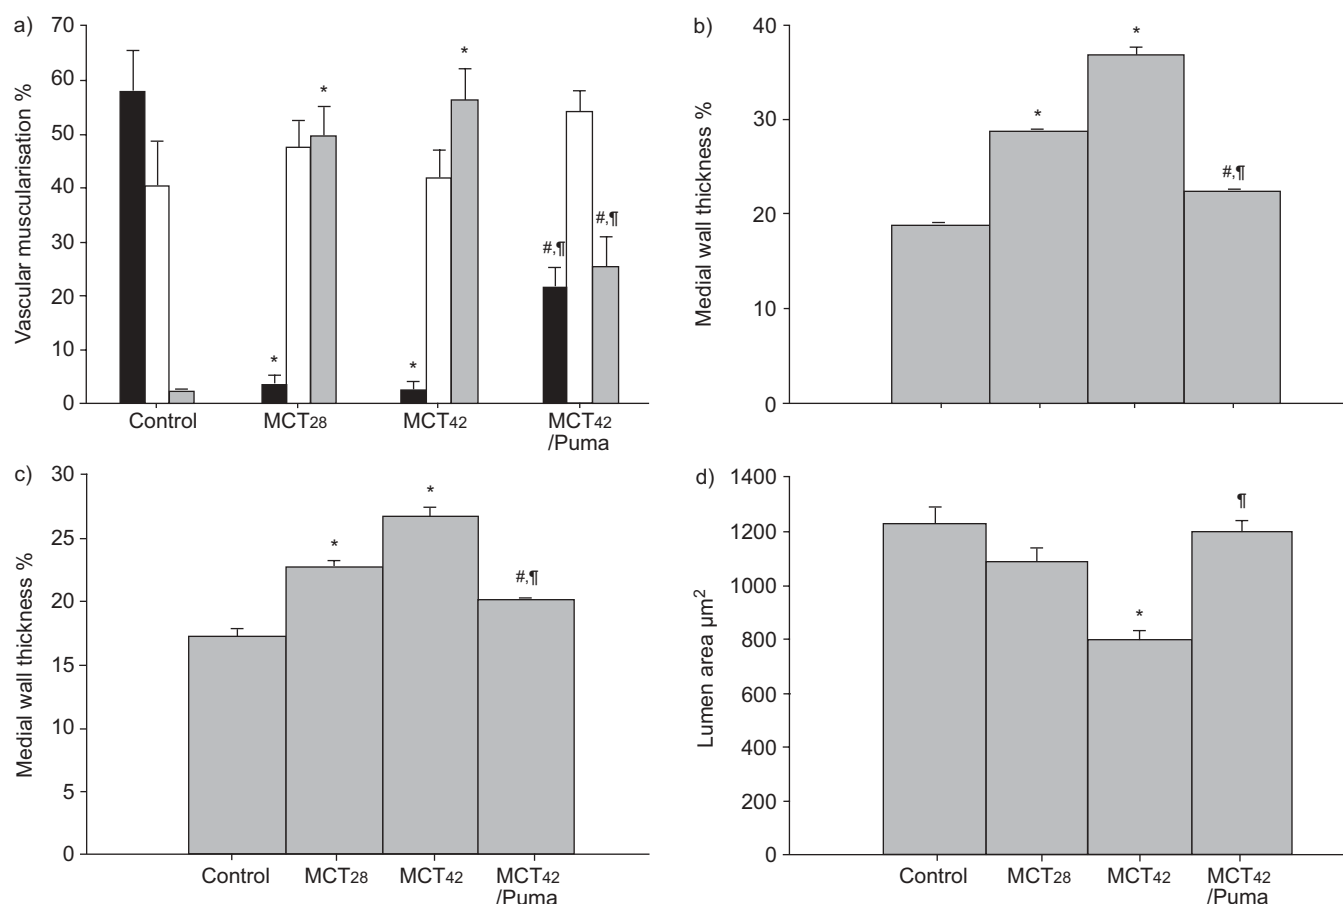 a)
Vascular muscularisation %
70
60
50
40
30
20
10
0
*
*
*
*
#,¶
#,¶
Control
MCT28
MCT42
MCT42
/Puma
b)
Medial wall thickness %
40
30
20
10
0
*
*
#,¶
c)
Medial wall thickness %
30
25
20
15
10
5
0
*
*
#,¶
Control
MCT28
MCT42
MCT42
/Puma
d)
Lumen area µm²
1400
1200
1000
800
600
400
200
0
*
¶
Control
MCT28
MCT42
MCT42
/Puma